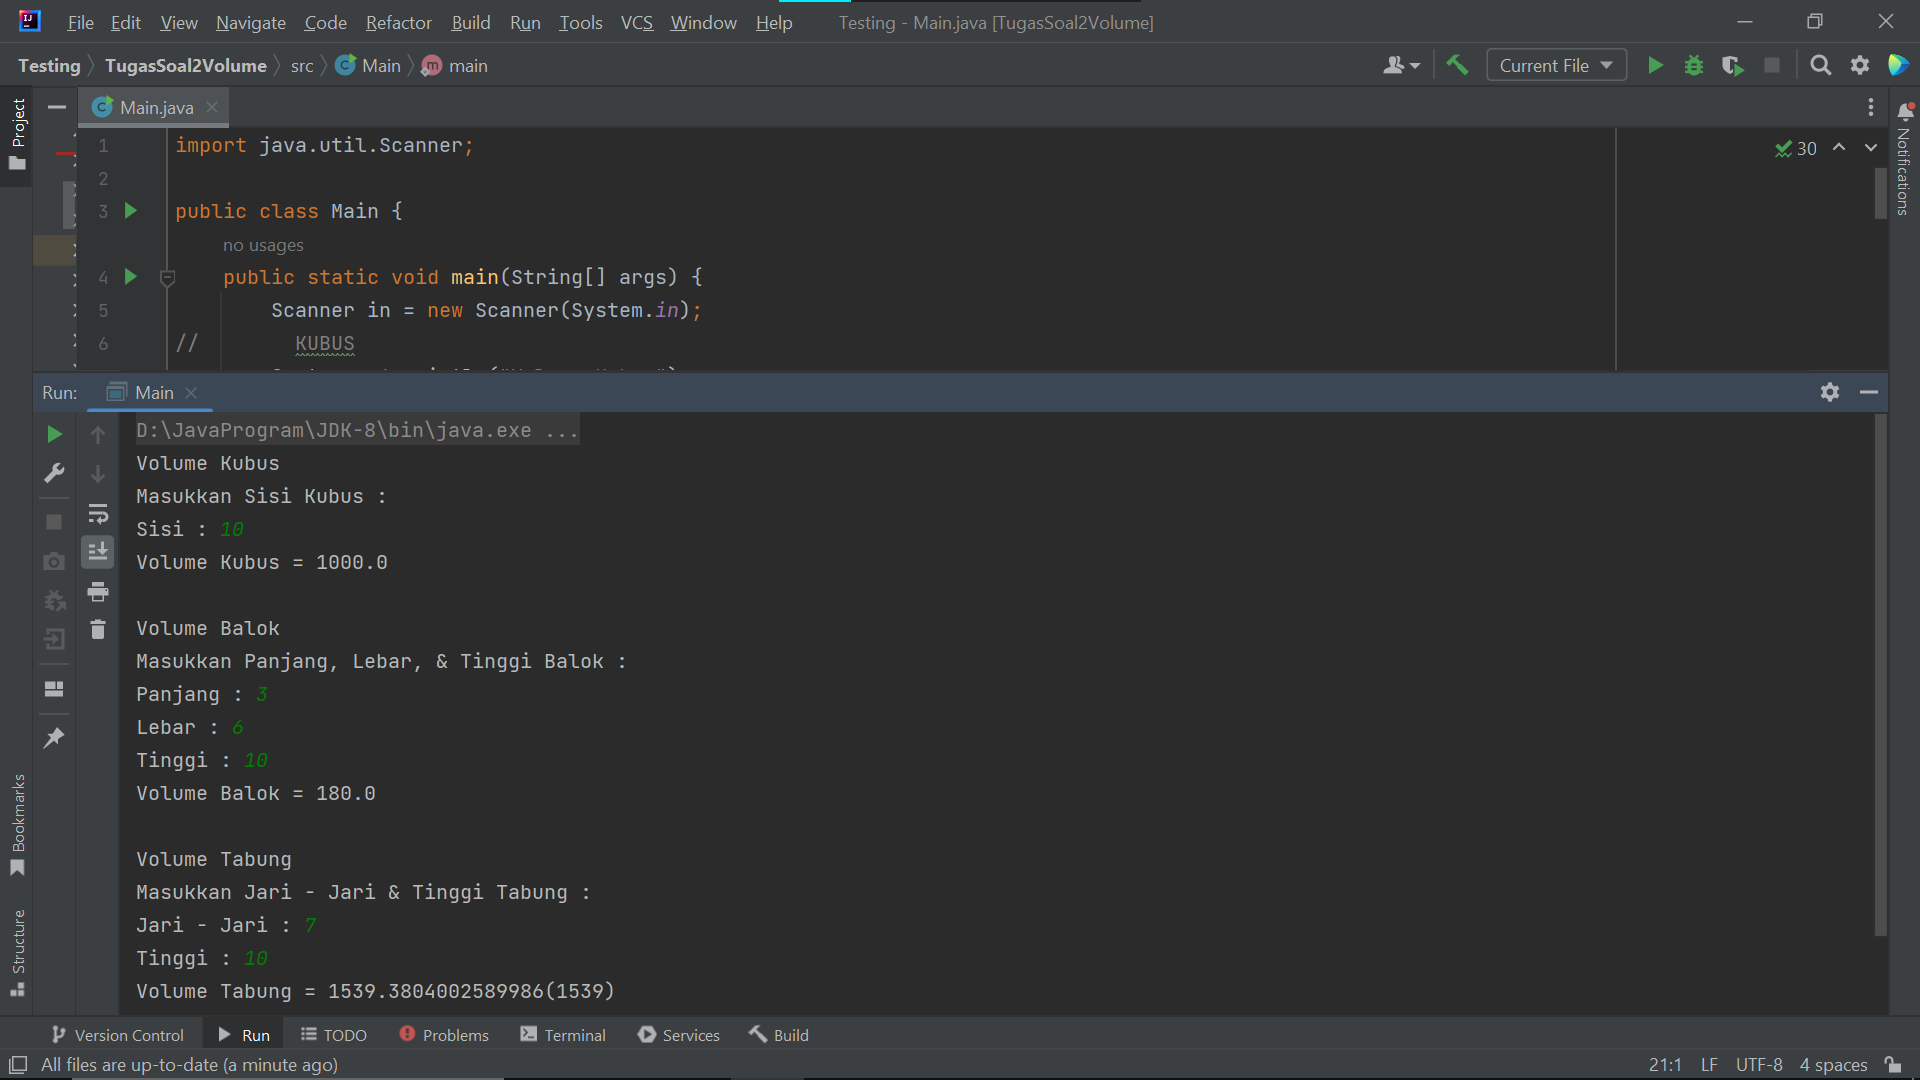 File Edit View Navigate Code Refactor Build Run Tools VCS Window Help Testing - Main.java [TugasSoal2Volume]
Testing TugasSoal2Volume src Main main Current File
Project
Main.java
Notifications
30
1 import java.util.Scanner;
2
3 public class Main {
no usages
4 public static void main(String[] args) {
5 Scanner in = new Scanner(System.in);
6 // KUBUS
Run: Main
D:\JavaProgram\JDK-8\bin\java.exe ...
Volume Kubus
Masukkan Sisi Kubus :
Sisi : 10
Volume Kubus = 1000.0
Volume Balok
Masukkan Panjang, Lebar, & Tinggi Balok :
Panjang : 3
Lebar : 6
Tinggi : 10
Volume Balok = 180.0
Volume Tabung
Masukkan Jari - Jari & Tinggi Tabung :
Jari - Jari : 7
Tinggi : 10
Volume Tabung = 1539.3804002589986(1539)
Bookmarks
Structure
Version Control Run TODO Problems Terminal Services Build
All files are up-to-date (a minute ago) 21:1 LF UTF-8 4 spaces